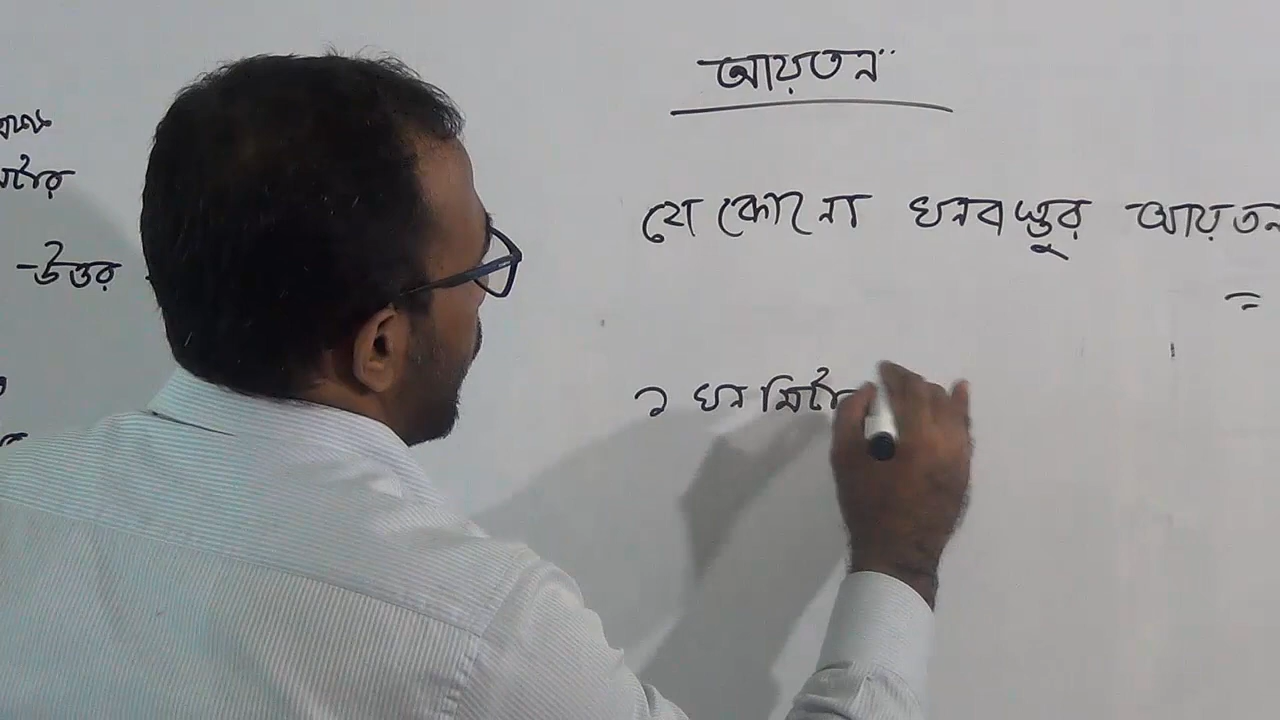 আয়তন
যে কোনো ঘনবস্তুর আয়তন
=
১ ঘন মিটার
উত্তর